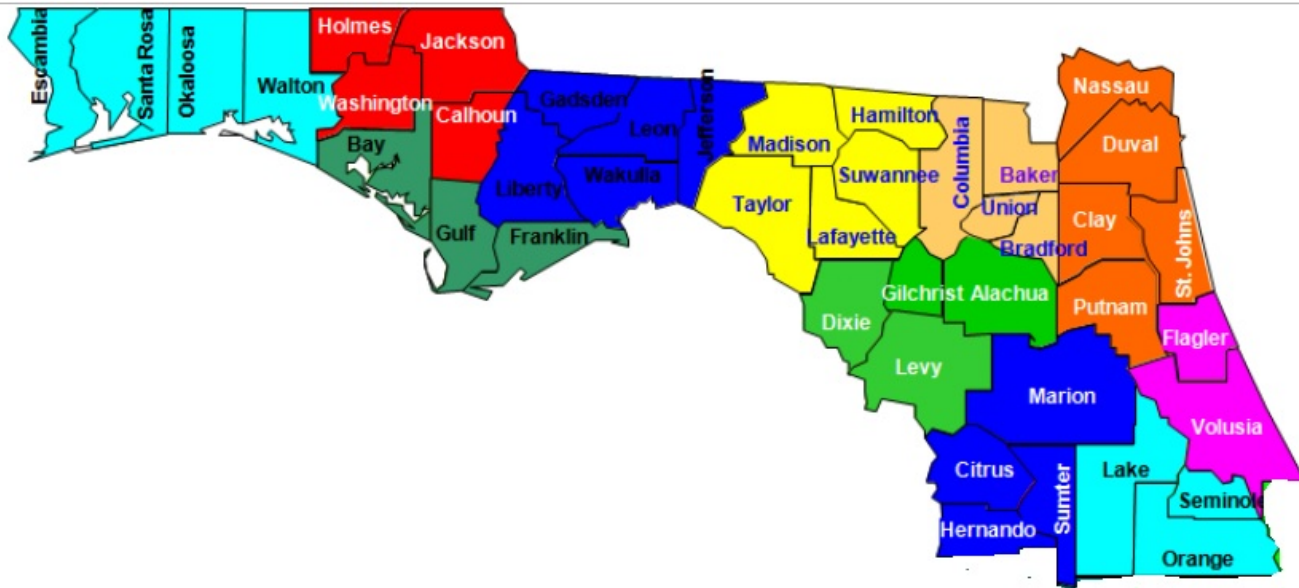 Escambia
Santa Rosa
Okaloosa
Walton
Holmes
Jackson
Washington
Calhoun
Bay
Gulf
Franklin
Gadsden
Leon
Jefferson
Liberty
Wakulla
Madison
Hamilton
Taylor
Suwannee
Lafayette
Columbia
Baker
Union
Bradford
Nassau
Duval
Clay
St. Johns
Putnam
Gilchrist
Alachua
Dixie
Levy
Flagler
Volusia
Marion
Citrus
Hernando
Sumter
Lake
Seminole
Orange